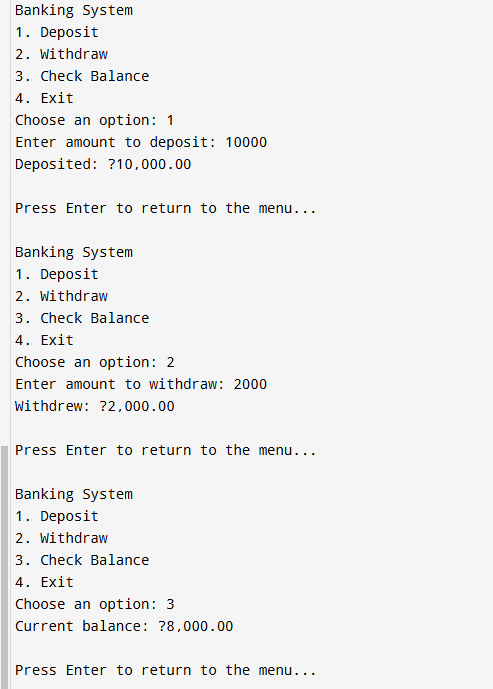 Banking System
1. Deposit
2. Withdraw
3. Check Balance
4. Exit
Choose an option: 1
Enter amount to deposit: 10000
Deposited: ?10,000.00
Press Enter to return to the menu...
Banking System
1. Deposit
2. Withdraw
3. Check Balance
4. Exit
Choose an option: 2
Enter amount to withdraw: 2000
Withdrew: ?2,000.00
Press Enter to return to the menu...
Banking System
1. Deposit
2. Withdraw
3. Check Balance
4. Exit
Choose an option: 3
Current balance: ?8,000.00
Press Enter to return to the menu...